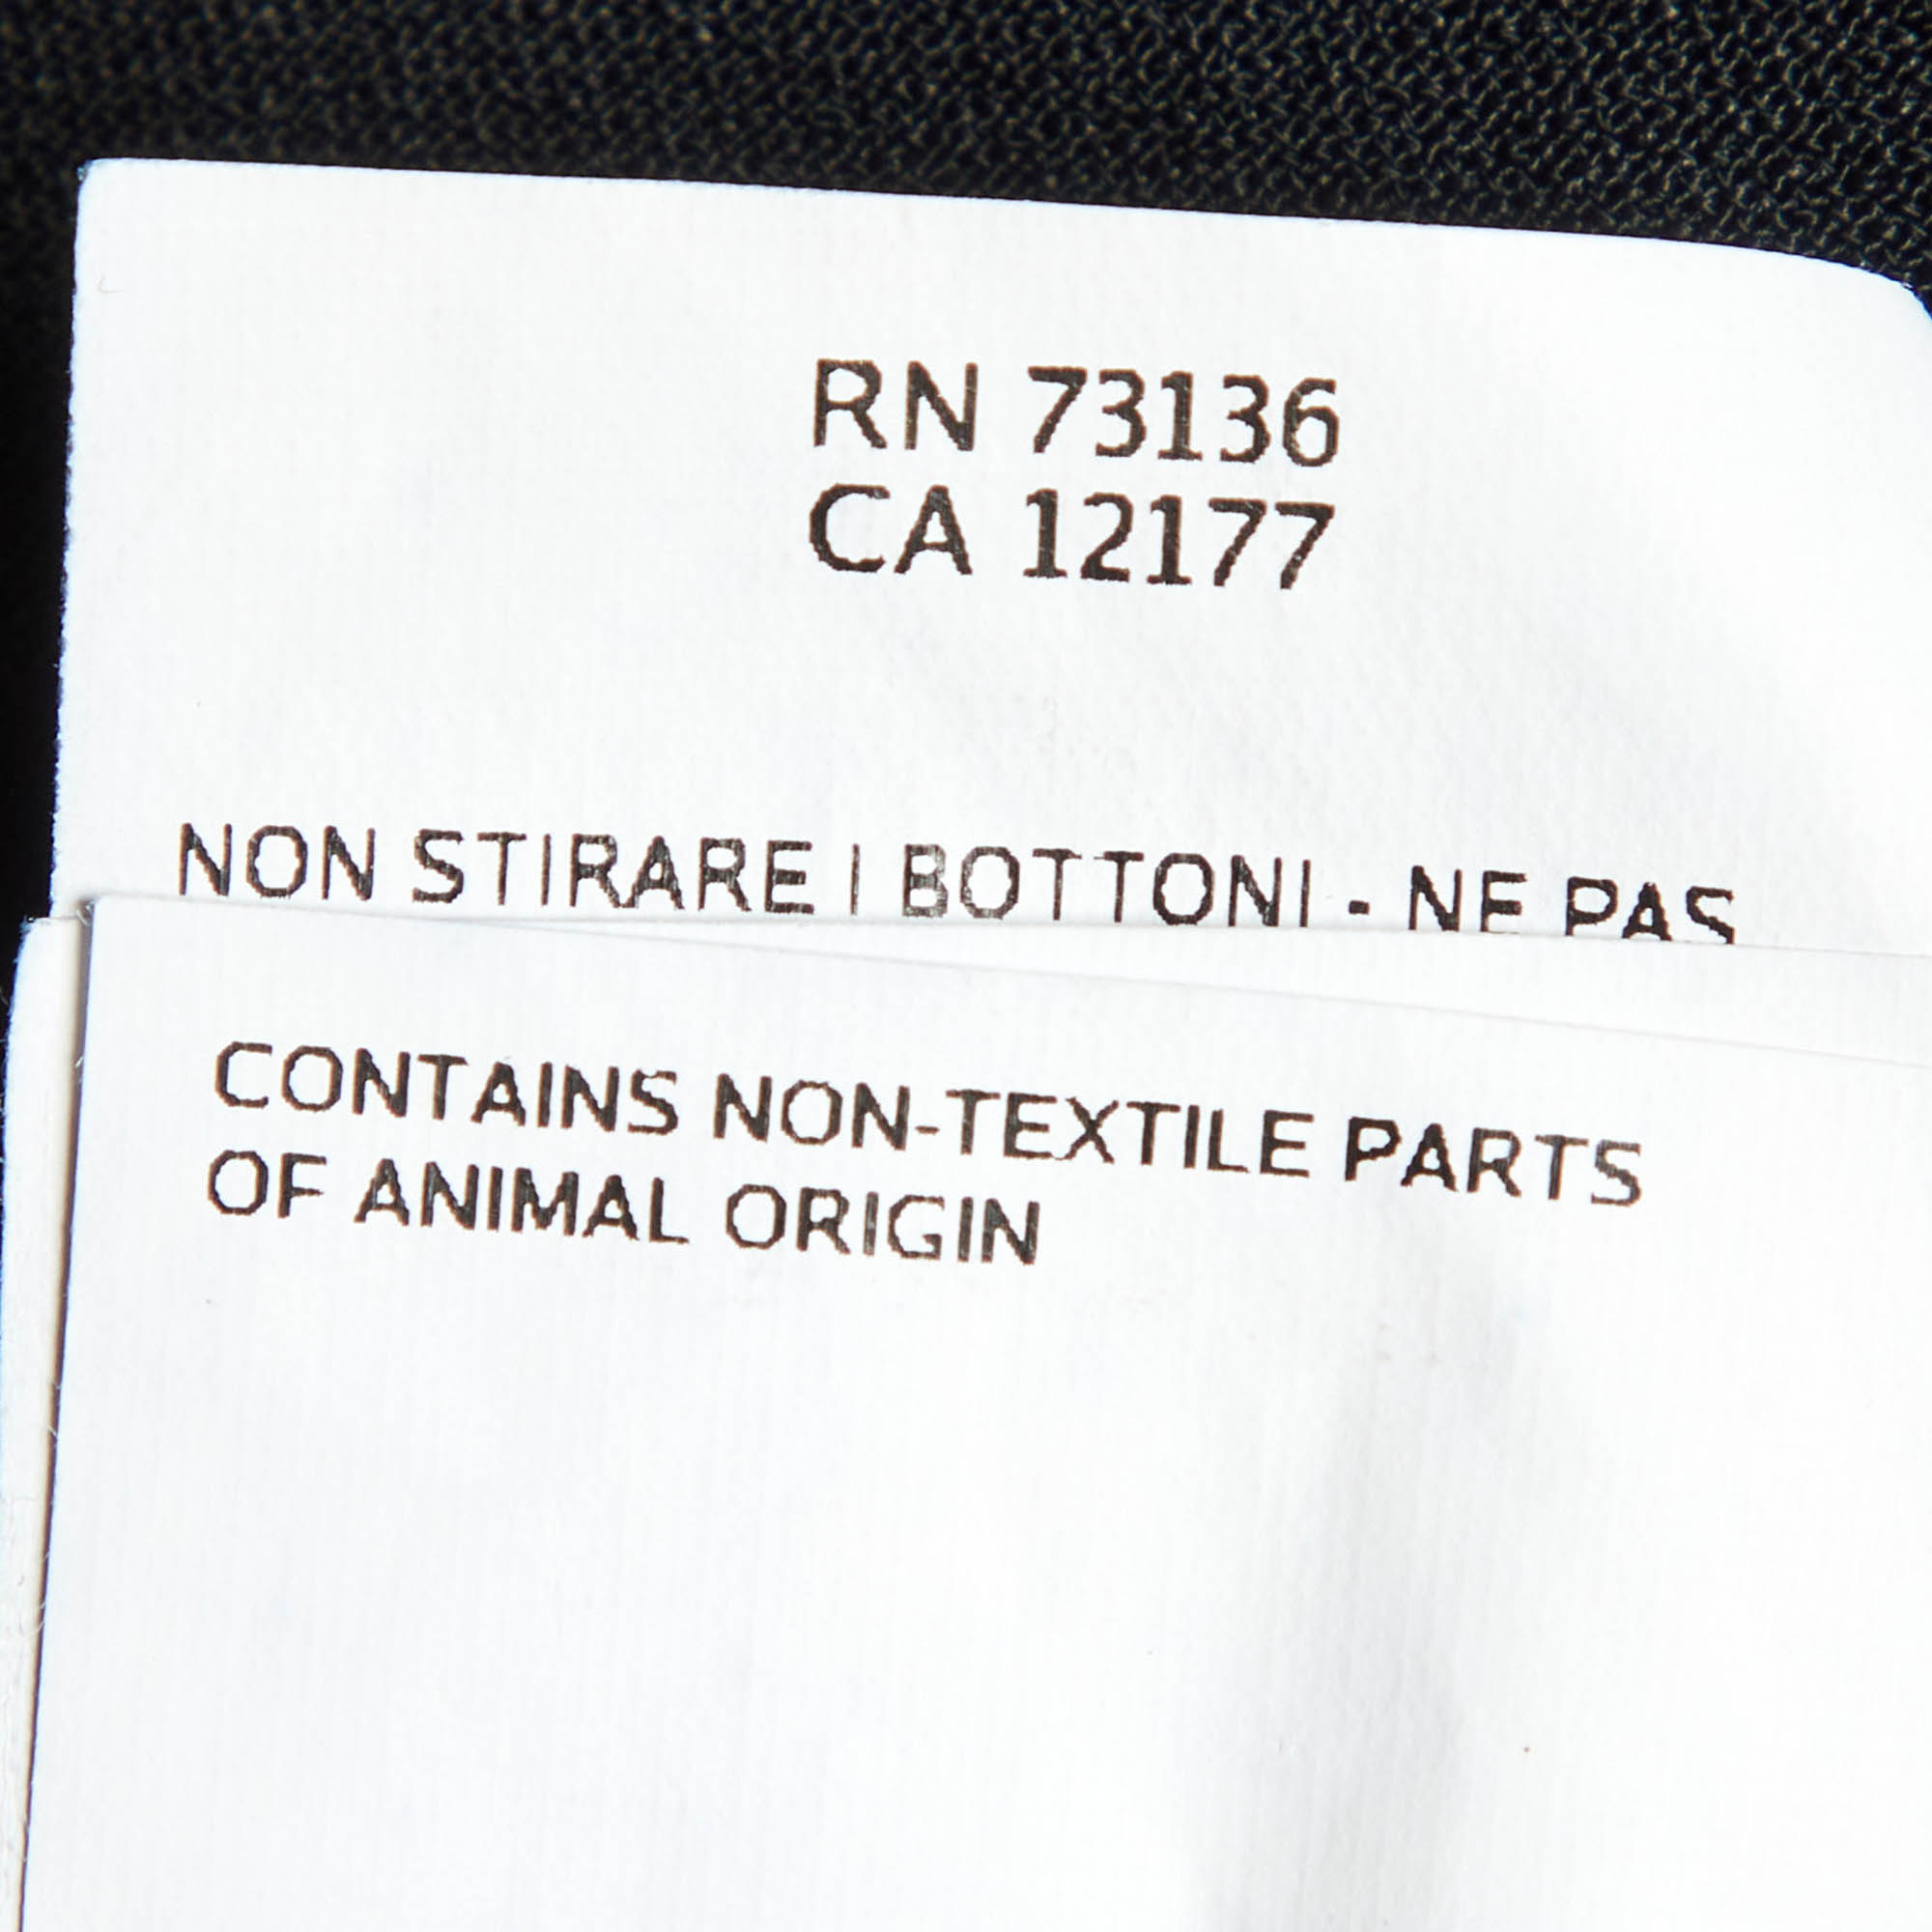 RN 73136
CA 12177
NON STIRARE I BOTTONI - NE PAS
CONTAINS NON-TEXTILE PARTS
OF ANIMAL ORIGIN